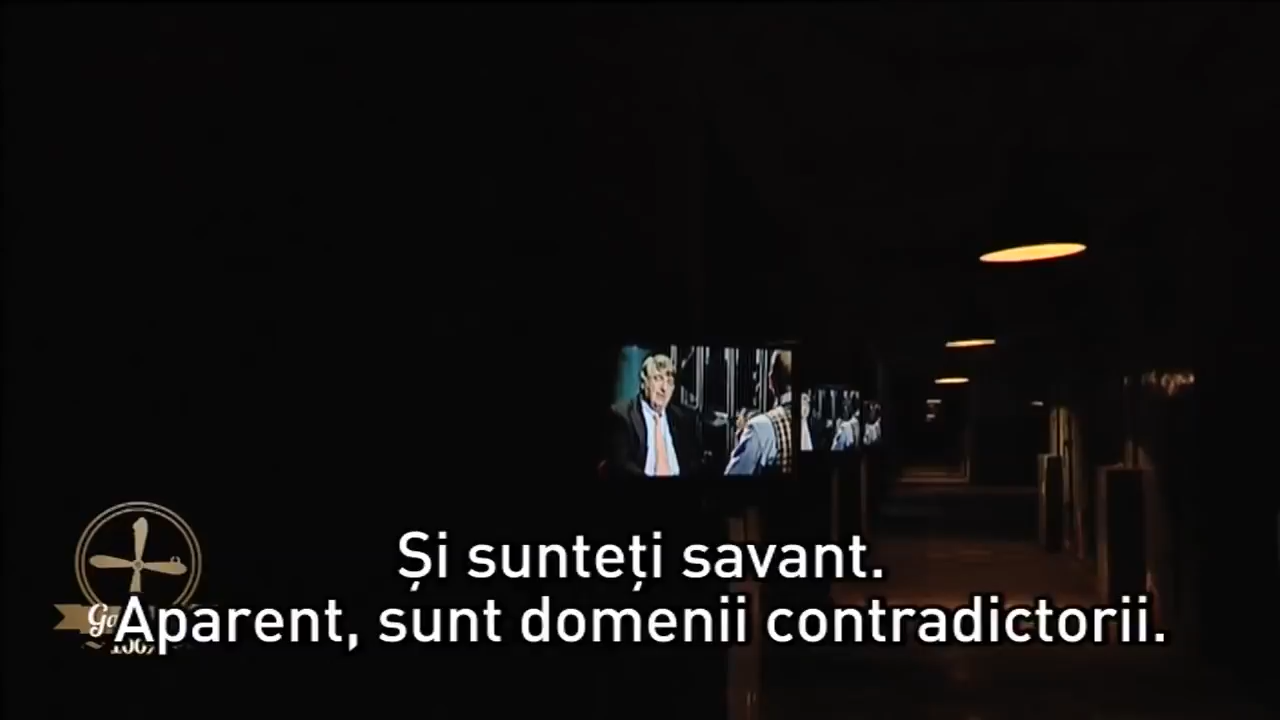 Și sunteți savant.
Aparent, sunt domenii contradictorii.